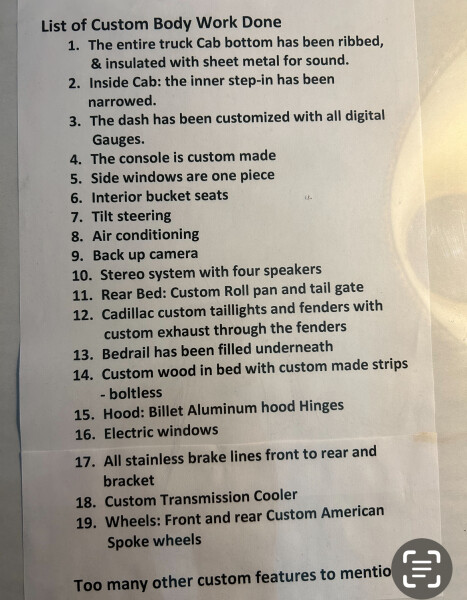 List of Custom Body Work Done
1. The entire truck Cab bottom has been ribbed,
& insulated with sheet metal for sound.
2. Inside Cab: the inner step-in has been
narrowed.
3. The dash has been customized with all digital
Gauges.
4. The console is custom made
5. Side windows are one piece
6. Interior bucket seats
7. Tilt steering
8. Air conditioning
9. Back up camera
10. Stereo system with four speakers
11. Rear Bed: Custom Roll pan and tail gate
12. Cadillac custom taillights and fenders with
custom exhaust through the fenders
13. Bedrail has been filled underneath
14. Custom wood in bed with custom made strips
- boltless
15. Hood: Billet Aluminum hood Hinges
16. Electric windows
17. All stainless brake lines front to rear and
bracket
18. Custom Transmission Cooler
19. Wheels: Front and rear Custom American
Spoke wheels
Too many other custom features to mentio